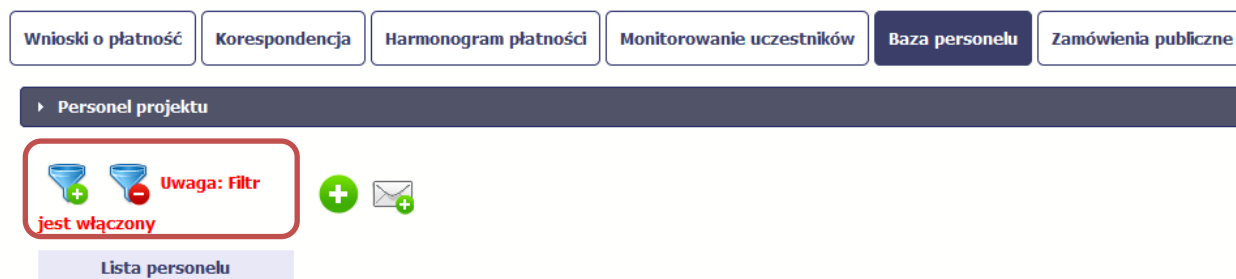 Wnioski o płatność Korespondencja Harmonogram płatności Monitorowanie uczestników Baza personelu Zamówienia publiczne
Personel projektu
Uwaga: Filtr
jest włączony
Lista personelu